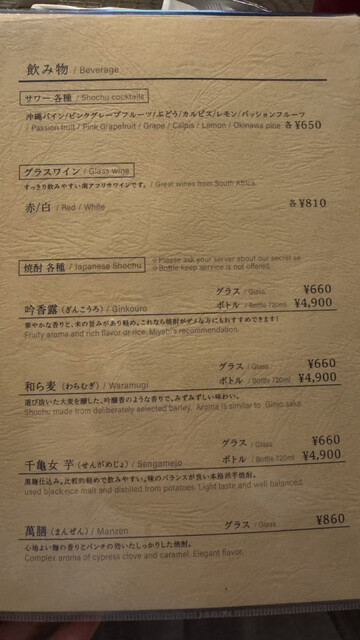 飲み物 / Beverage
サワー 各種 / Shochu cocktails
沖縄パイン/ピンクグレープフルーツ/ぶどう/カルピス/レモン/パッションフルーツ
/ Passion fruit / Pink Grapefruit / Grape / Calpis / Lemon / Okinawa pine 各 ¥650
グラスワイン / Glass wine
すっきり飲みやすい南アフリカワインです。 / Great wines from South Africa.
赤/白 / Red / White 各 ¥810
焼酎 各種 / Japanese Shochu
※Please ask your server about our secret se
※Bottle keep service is not offered.
グラス / Glass ¥660
吟香露 (ぎんこうろ) / Ginkouro ボトル / Bottle 720ml ¥4,900
華やかな香りと、米の旨みがあり軽め。これなら焼酎がダメな方にもおすすめできます!
Fruity aroma and rich flavor of rice. Miyabi's recommendation.
グラス / Glass ¥660
和ら麦 (わらむぎ) / Waramugi ボトル / Bottle 720ml ¥4,900
選び抜いた大麦を醸した、吟醸香のような香りで、みずみずしい味わい。
Shochu made from deliberately selected barley. Aroma is similar to Ginjo sake.
グラス / Glass ¥660
千亀女 芋 (せんがめじょ) / Sengamejo ボトル / Bottle 720ml ¥4,900
黒麹仕込み。比較的軽めで飲みやすい。味のバランスが良い本格派芋焼酎。
used black rice malt and distilled from potatoes. Light taste and well balanced.
萬膳 (まんぜん) / Manzen グラス / Glass ¥860
心地よい麹の香りとパンチの効いたしっかりした焼酎。
Complex aroma of cypress clove and caramel. Elegant flavor.